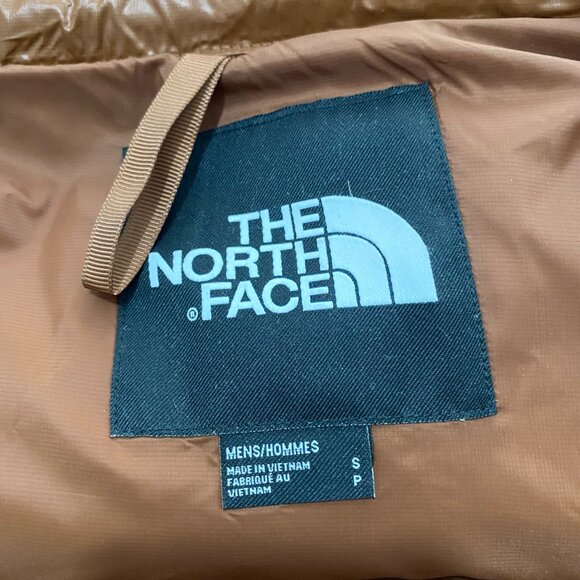 THE
NORTH
® FACE
MENS/HOMMES
MADE IN VIETNAM S
FABRIQUÉ AU P
VIETNAM